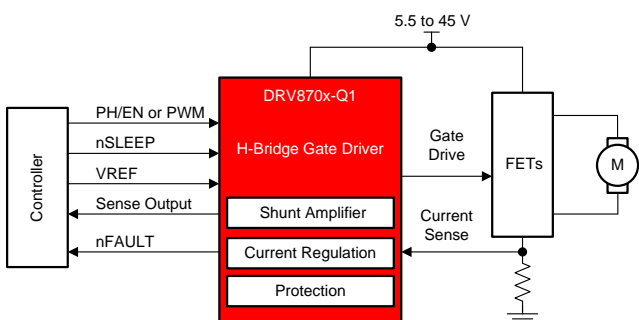 5.5 to 45 V
DRV870x-Q1
H-Bridge Gate Driver
Controller
PH/EN or PWM
nSLEEP
VREF
Sense Output
nFAULT
Shunt Amplifier
Current Regulation
Protection
Gate
Drive
Current
Sense
FETs
M